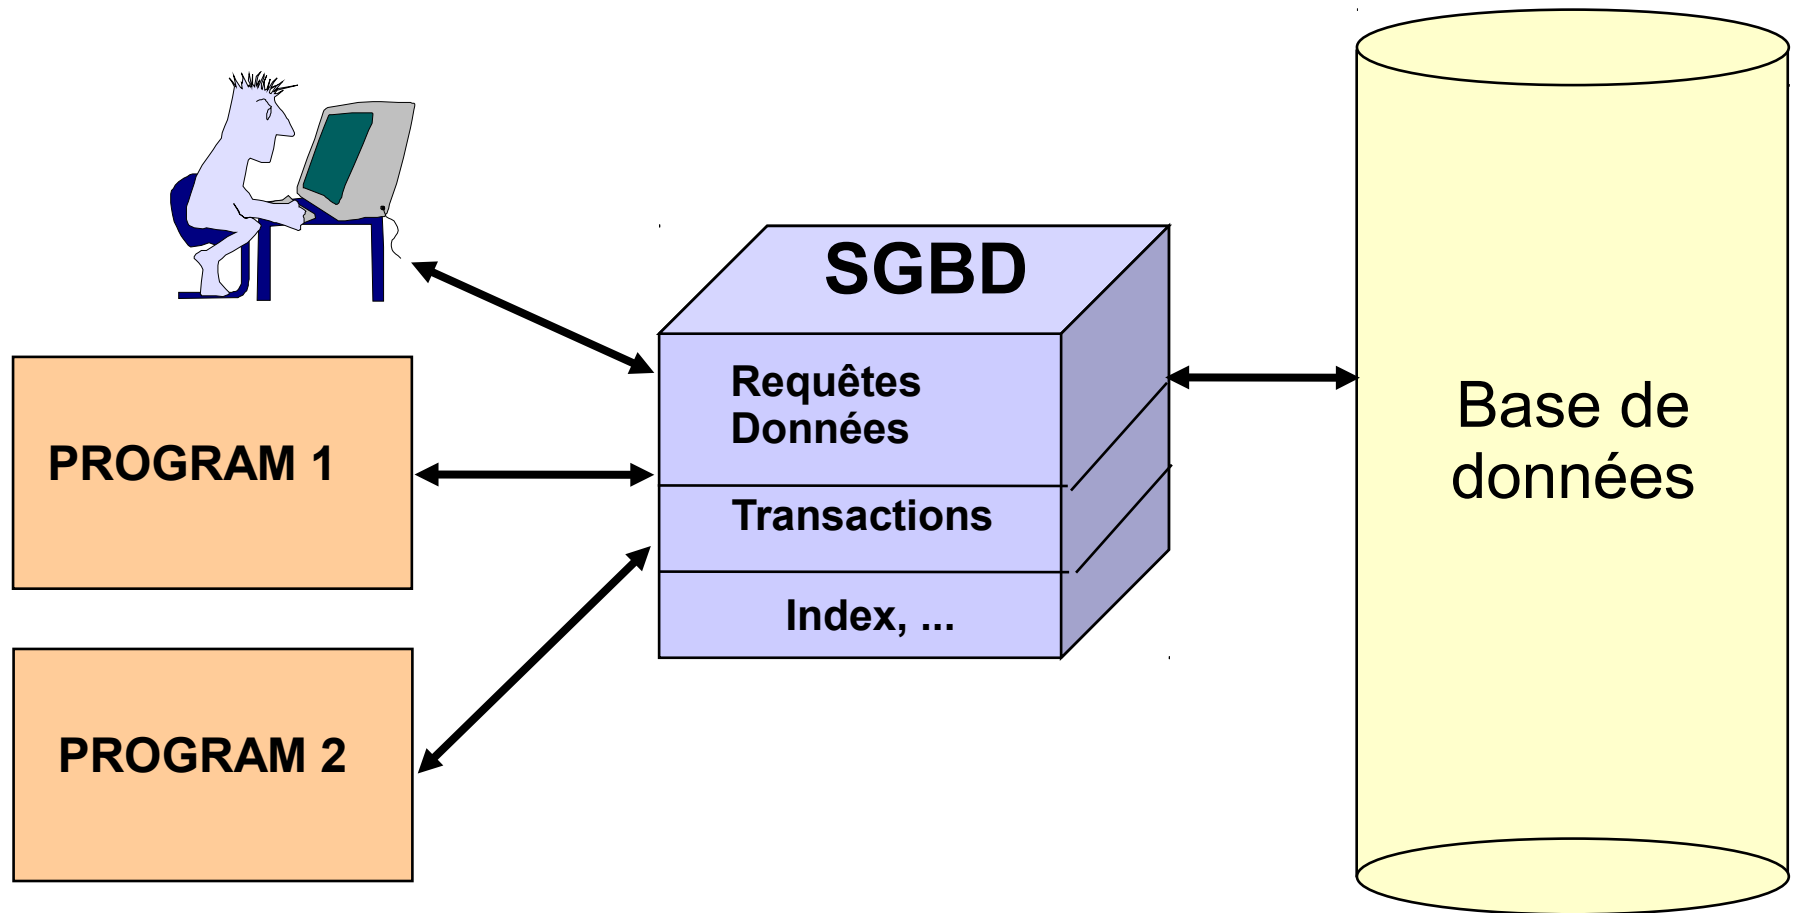 SGBD
Requêtes
Données
Transactions
Index, ...
PROGRAM 1
PROGRAM 2
Base de
données